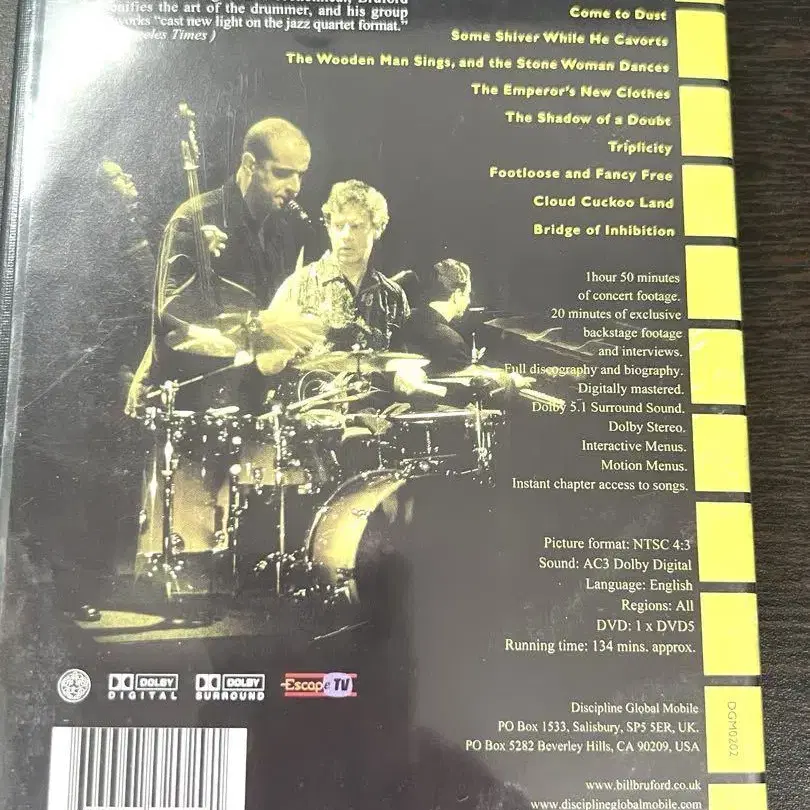 the art of the drummer, and his group
works "cast new light on the jazz quartet format."
Times )
Come to Dust
Some Shiver While He Cavorts
The Wooden Man Sings, and the Stone Woman Dances
The Emperor's New Clothes
The Shadow of a Doubt
Triplicity
Footloose and Fancy Free
Cloud Cuckoo Land
Bridge of Inhibition
1hour 50 minutes
of concert footage.
20 minutes of exclusive
backstage footage
and interviews.
Full discography and biography.
Digitally mastered.
Dolby 5.1 Surround Sound.
Dolby Stereo.
Interactive Menus.
Motion Menus.
Instant chapter access to songs.
Picture format: NTSC 4:3
Sound: AC3 Dolby Digital
Language: English
Regions: All
DVD: 1 x DVD5
Running time: 134 mins. approx.
DOLBY DIGITAL
DOLBY SURROUND
Escape TV
Discipline Global Mobile
PO Box 1533, Salisbury, SP5 5ER, UK.
PO Box 5282 Beverley Hills, CA 90209, USA
DGM0202
www.billbruford.co.uk
www.disciplineglobalmobile.com